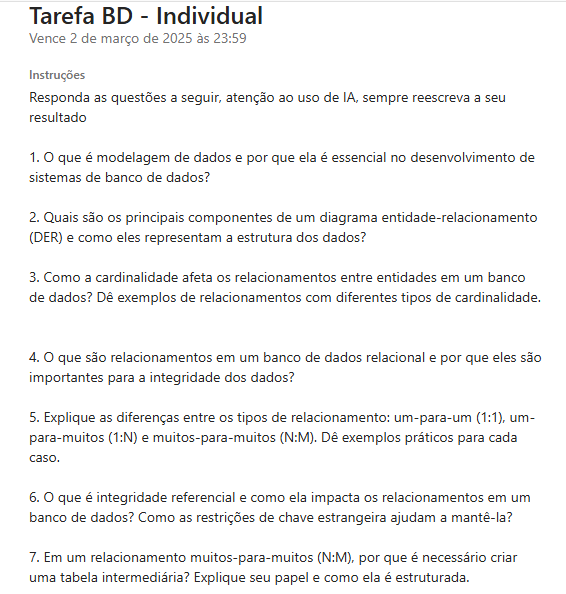 Tarefa BD - Individual
Vence 2 de março de 2025 às 23:59
Instruções
Responda as questões a seguir, atenção ao uso de IA, sempre reescreva a seu
resultado
1. O que é modelagem de dados e por que ela é essencial no desenvolvimento de
sistemas de banco de dados?
2. Quais são os principais componentes de um diagrama entidade-relacionamento
(DER) e como eles representam a estrutura dos dados?
3. Como a cardinalidade afeta os relacionamentos entre entidades em um banco
de dados? Dê exemplos de relacionamentos com diferentes tipos de cardinalidade.
4. O que são relacionamentos em um banco de dados relacional e por que eles são
importantes para a integridade dos dados?
5. Explique as diferenças entre os tipos de relacionamento: um-para-um (1:1), um-
para-muitos (1:N) e muitos-para-muitos (N:M). Dê exemplos práticos para cada
caso.
6. O que é integridade referencial e como ela impacta os relacionamentos em um
banco de dados? Como as restrições de chave estrangeira ajudam a mantê-la?
7. Em um relacionamento muitos-para-muitos (N:M), por que é necessário criar
uma tabela intermediária? Explique seu papel e como ela é estruturada.